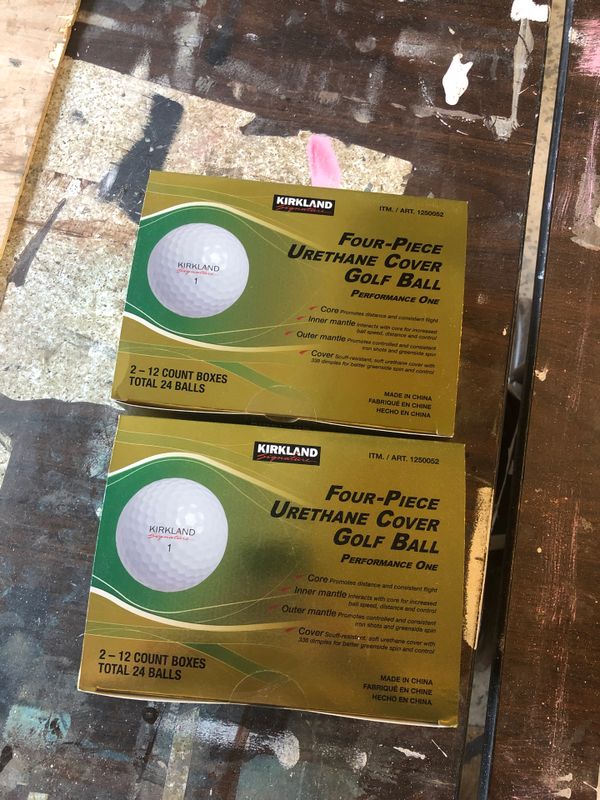 KIRKLAND
Signature
ITM. / ART. 1250052
FOUR-PIECE
URETHANE COVER
GOLF BALL
PERFORMANCE ONE
KIRKLAND
Signature
1
Core Promotes distance and consistent flight
Inner mantle Interacts with core for increased
ball speed, distance and control
Outer mantle Promotes controlled and consistent
iron shots and greenside spin
Cover Scuff-resistant, soft urethane cover with
338 dimples for better greenside spin and control
2 – 12 COUNT BOXES
TOTAL 24 BALLS
MADE IN CHINA
FABRIQUÉ EN CHINE
HECHO EN CHINA
KIRKLAND
Signature
ITM. / ART. 1250052
FOUR-PIECE
URETHANE COVER
GOLF BALL
PERFORMANCE ONE
KIRKLAND
Signature
1
Core Promotes distance and consistent flight
Inner mantle Interacts with core for increased
ball speed, distance and control
Outer mantle Promotes controlled and consistent
iron shots and greenside spin
Cover Scuff-resistant, soft urethane cover with
338 dimples for better greenside spin and control
2 – 12 COUNT BOXES
TOTAL 24 BALLS
MADE IN CHINA
FABRIQUÉ EN CHINE
HECHO EN CHINA